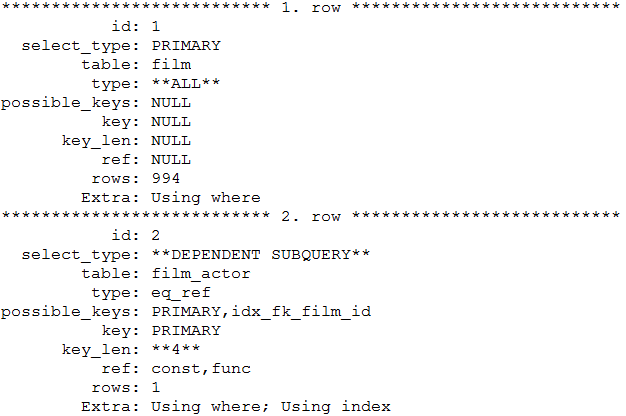 *************************** 1. row ***************************
id: 1
select_type: PRIMARY
table: film
type: **ALL**
possible_keys: NULL
key: NULL
key_len: NULL
ref: NULL
rows: 994
Extra: Using where
*************************** 2. row ***************************
id: 2
select_type: **DEPENDENT SUBQUERY**
table: film_actor
type: eq_ref
possible_keys: PRIMARY,idx_fk_film_id
key: PRIMARY
key_len: **4**
ref: const,func
rows: 1
Extra: Using where; Using index